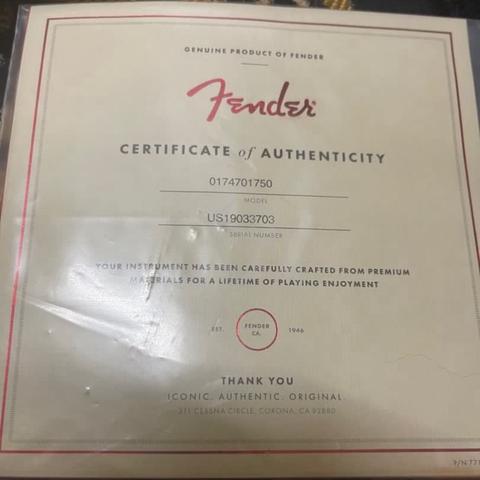 GENUINE PRODUCT OF FENDER
Fender
CERTIFICATE of AUTHENTICITY
0174701750
MODEL
US19033703
SERIAL NUMBER
YOUR INSTRUMENT HAS BEEN CAREFULLY CRAFTED FROM PREMIUM
MATERIALS FOR A LIFETIME OF PLAYING ENJOYMENT
EST. FENDER CA. 1946
THANK YOU
ICONIC. AUTHENTIC. ORIGINAL.
311 CESSNA CIRCLE, CORONA, CA 92880
P/N 771